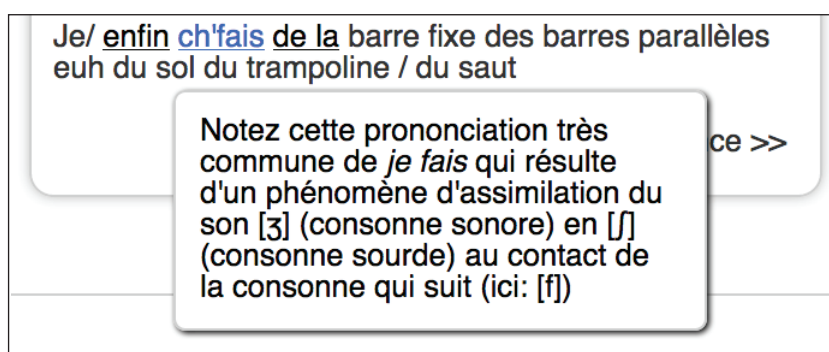 Je/ enfin ch'fais de la barre fixe des barres parallèles
euh du sol du trampoline / du saut
Notez cette prononciation très
commune de je fais qui résulte
d'un phénomène d'assimilation du
son [ʒ] (consonne sonore) en [ʃ]
(consonne sourde) au contact de
la consonne qui suit (ici: [f])
ce >>